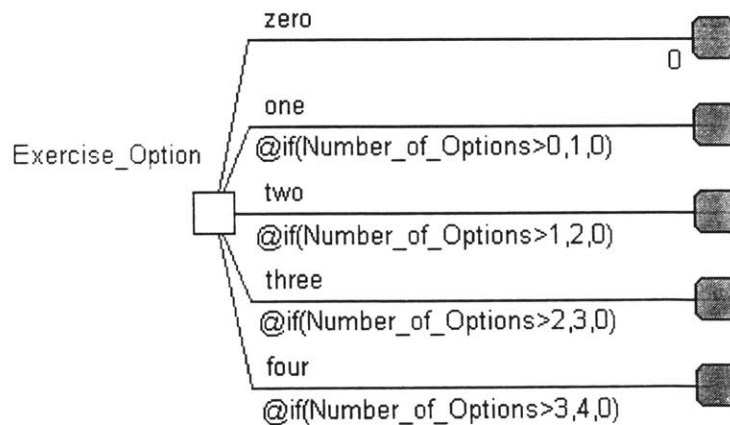 zero
0
one
@if(Number_of_Options>0,1,0)
Exercise_Option
two
@if(Number_of_Options>1,2,0)
three
@if(Number_of_Options>2,3,0)
four
@if(Number_of_Options>3,4,0)